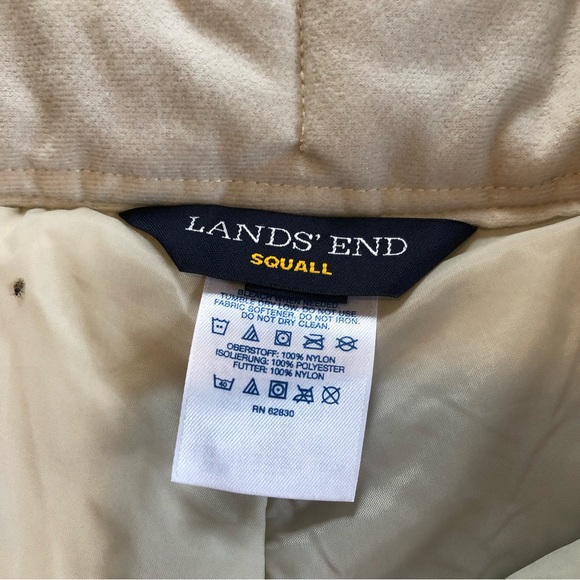 LANDS' END
SQUALL
TUMBLE DRY LOW. DO NOT USE
FABRIC SOFTENER. DO NOT IRON.
DO NOT DRY CLEAN.
OBERSTOFF: 100% NYLON
ISOLIERUNG: 100% POLYESTER
FUTTER: 100% NYLON
40
RN 62830